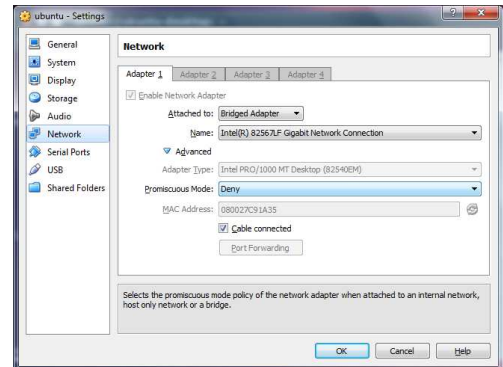 ubuntu - Settings
General
System
Display
Storage
Audio
Network
Serial Ports
USB
Shared Folders
Network
Adapter 1 Adapter 2 Adapter 3 Adapter 4
Enable Network Adapter
Attached to: Bridged Adapter
Name: Intel(R) 82567LF Gigabit Network Connection
Advanced
Adapter Type: Intel PRO/1000 MT Desktop (82540EM)
Promiscuous Mode: Deny
MAC Address: 080027C91A35
Cable connected
Port Forwarding
Selects the promiscuous mode policy of the network adapter when attached to an internal network,
host only network or a bridge.
OK Cancel Help